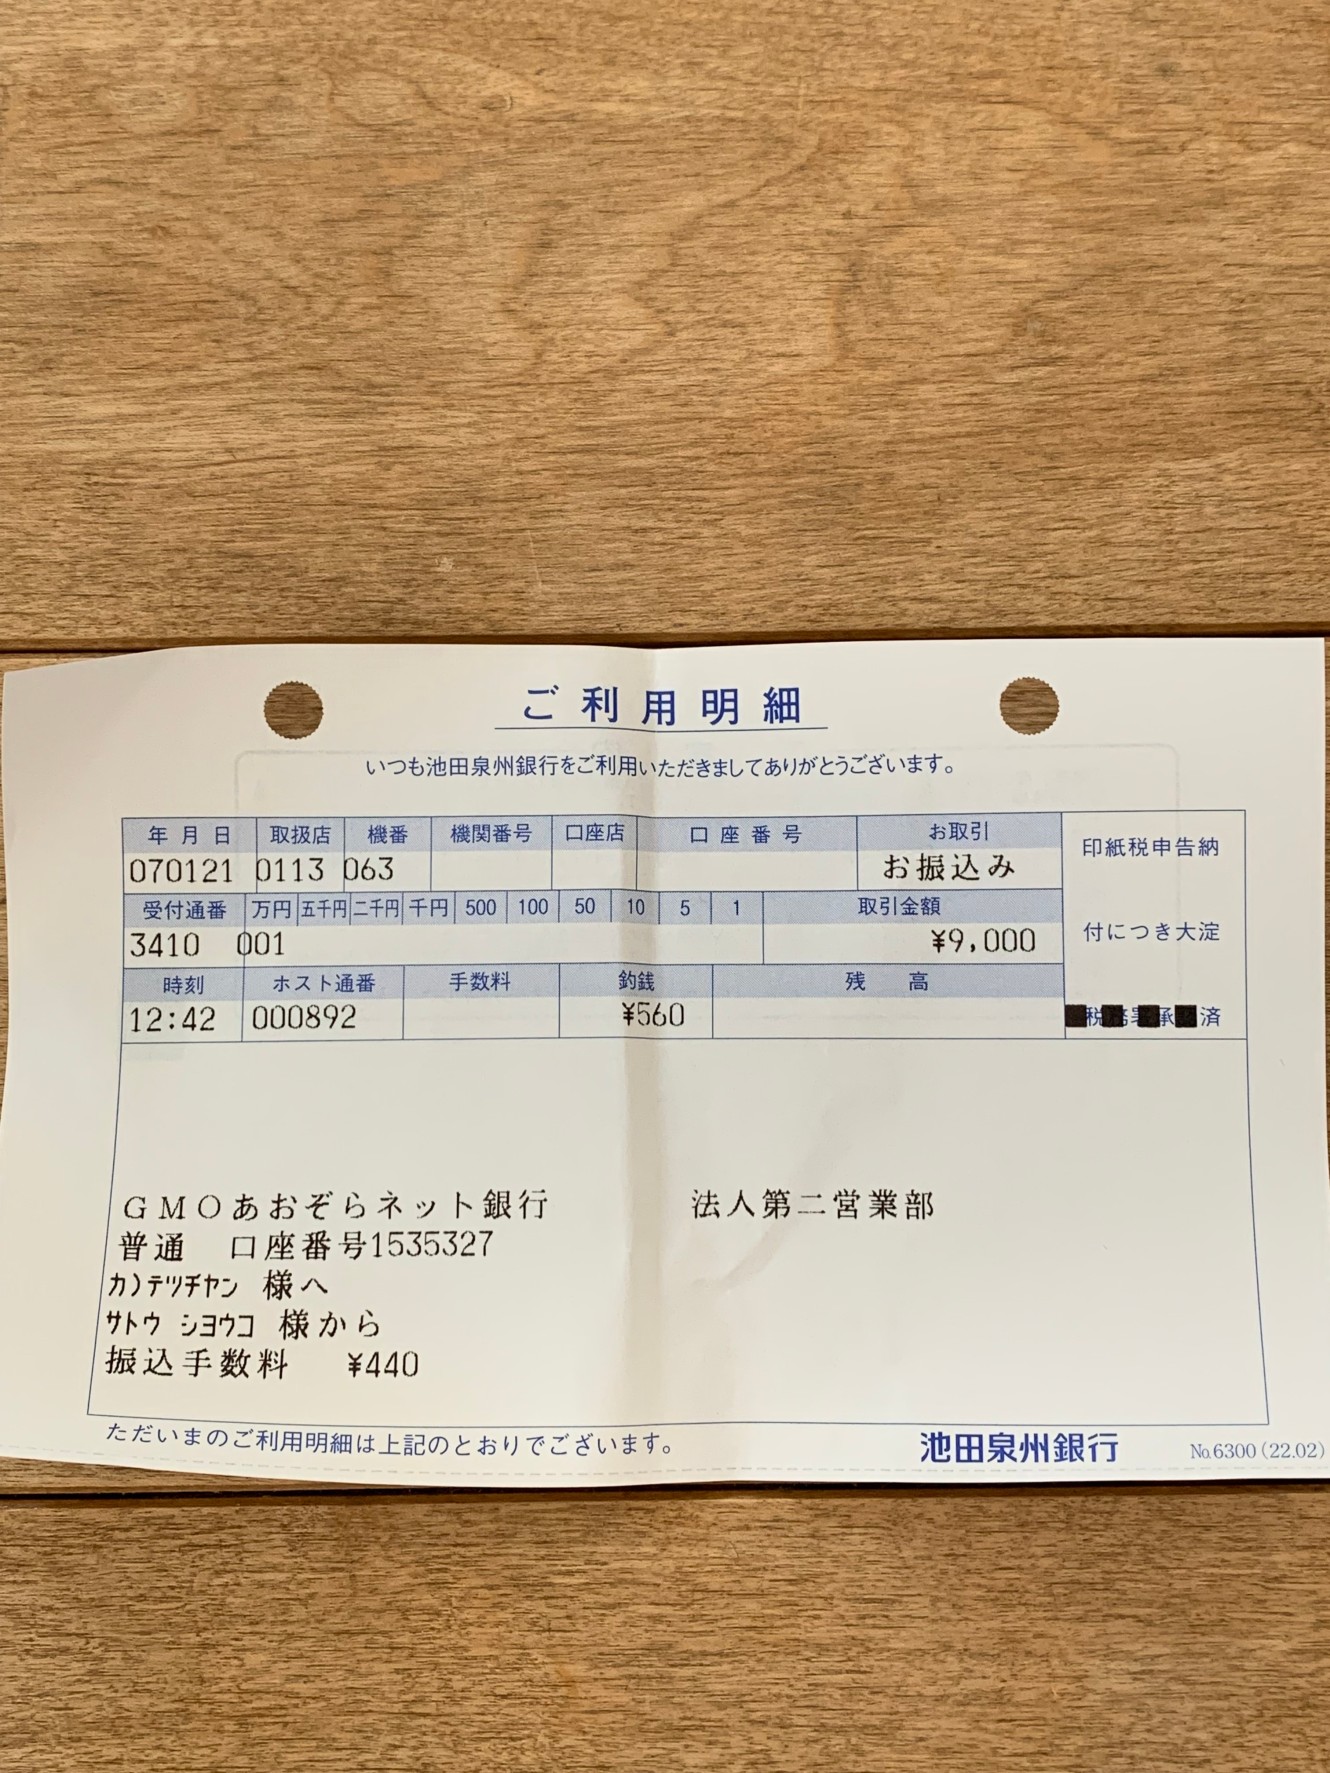 ご利用明細
いつも池田泉州銀行をご利用いただきましてありがとうございます。
年月日 取扱店 機番 機関番号 口座店 口座番号 お取引
070121 0113 063 お振込み
受付通番 万円 五千円 二千円 千円 500 100 50 10 5 1 取引金額
3410 001 ¥9,000
時刻 ホスト通番 手数料 釣銭 残高
12:42 000892 ¥560
印紙税申告納
付につき大淀
税務署承 済
GMOあおぞらネット銀行 法人第二営業部
普通 口座番号1535327
カ)テツチヤン 様へ
サトウ シヨウコ 様から
振込手数料 ¥440
ただいまのご利用明細は上記のとおりでございます。
池田泉州銀行 No.6300(22.02)